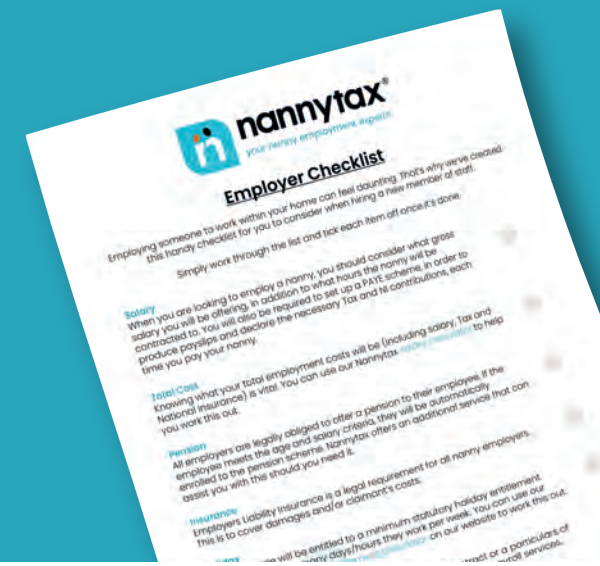 nannytax®
your nanny employment experts
Employer Checklist
Employing someone to work within your home can feel daunting. That's why we've created
this handy checklist for you to consider when hiring a new member of staff.
Simply work through the list and tick each item off once it's done.
Salary
When you are looking to employ a nanny, you should consider what gross
salary you will be offering, in addition to what hours the nanny will be
contracted to. You will also be required to set up a PAYE scheme, in order to
produce payslips and declare the necessary Tax and NI contributions, each
time you pay your nanny.
Total Cost
Knowing what your total employment costs will be (including salary, Tax and
National Insurance) is vital. You can use our Nannytax salary calculator to help
you work this out.
Pension
All employers are legally obliged to offer a pension to their employee. If the
employee meets the age and salary criteria, they will be automatically
enrolled to the pension scheme. Nannytax offers an additional service that can
assist you with this should you need it.
Insurance
Employers Liability Insurance is a legal requirement for all nanny employers.
This is to cover damages and/or claimant's costs.
will be entitled to a minimum statutory holiday entitlement.
many days/hours they work per week. You can use our
on our website to work this out.
contract or a particulars of
payroll services.